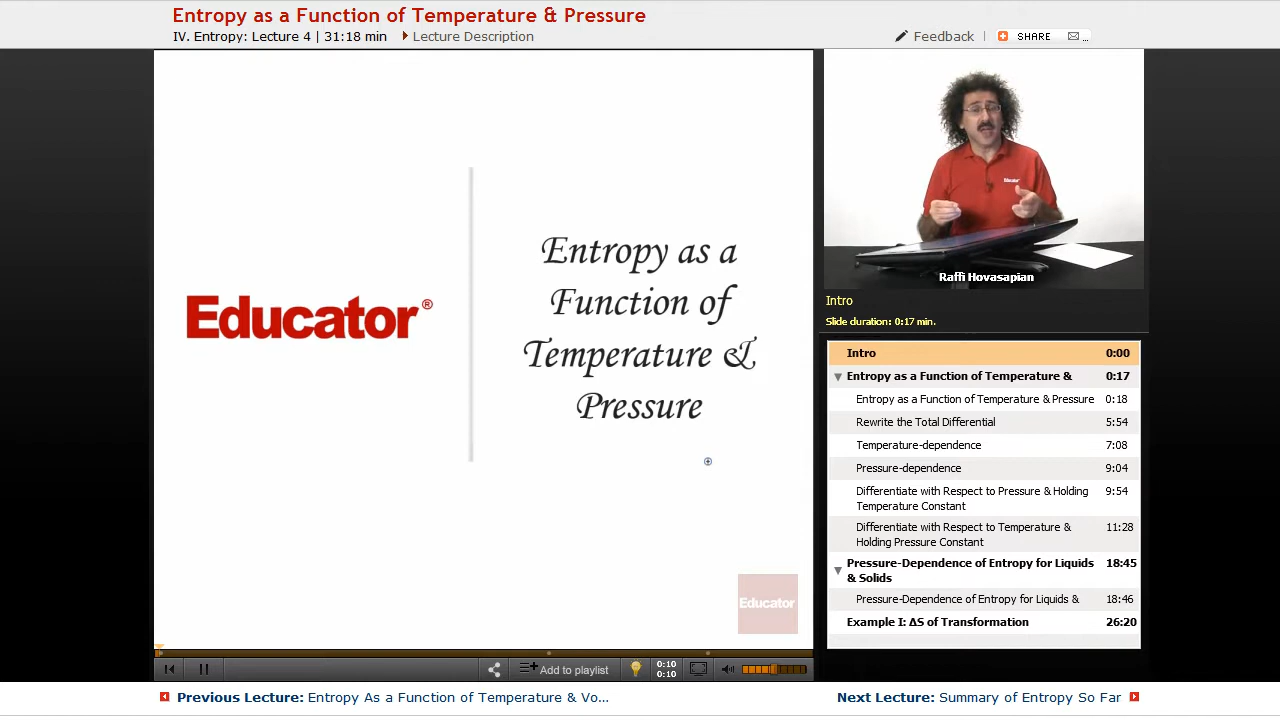 Entropy as a Function of Temperature & Pressure
IV. Entropy: Lecture 4 | 31:18 min
Lecture Description
Feedback
SHARE
...
Educator®
Entropy as a
Function of
Temperature &
Pressure
Educator
Educator
Raffi Hovasapian
Intro
Slide duration: 0:17 min.
Intro 0:00
Entropy as a Function of Temperature & 0:17
Entropy as a Function of Temperature & Pressure 0:18
Rewrite the Total Differential 5:54
Temperature-dependence 7:08
Pressure-dependence 9:04
Differentiate with Respect to Pressure & Holding 9:54
Temperature Constant
Differentiate with Respect to Temperature & 11:28
Holding Pressure Constant
Pressure-Dependence of Entropy for Liquids 18:45
& Solids
Pressure-Dependence of Entropy for Liquids & 18:46
Example I: ΔS of Transformation 26:20
Add to playlist
0:10
0:10
Previous Lecture: Entropy As a Function of Temperature & Vo...
Next Lecture: Summary of Entropy So Far